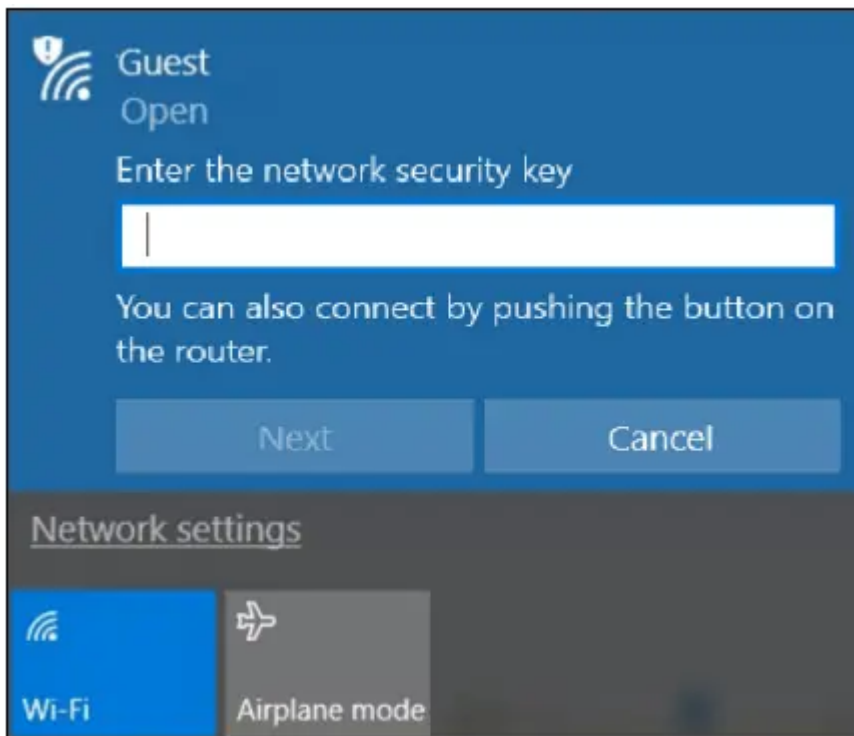 Guest
Open
Enter the network security key
You can also connect by pushing the button on
the router.
Next Cancel
Network settings
Wi-Fi Airplane mode